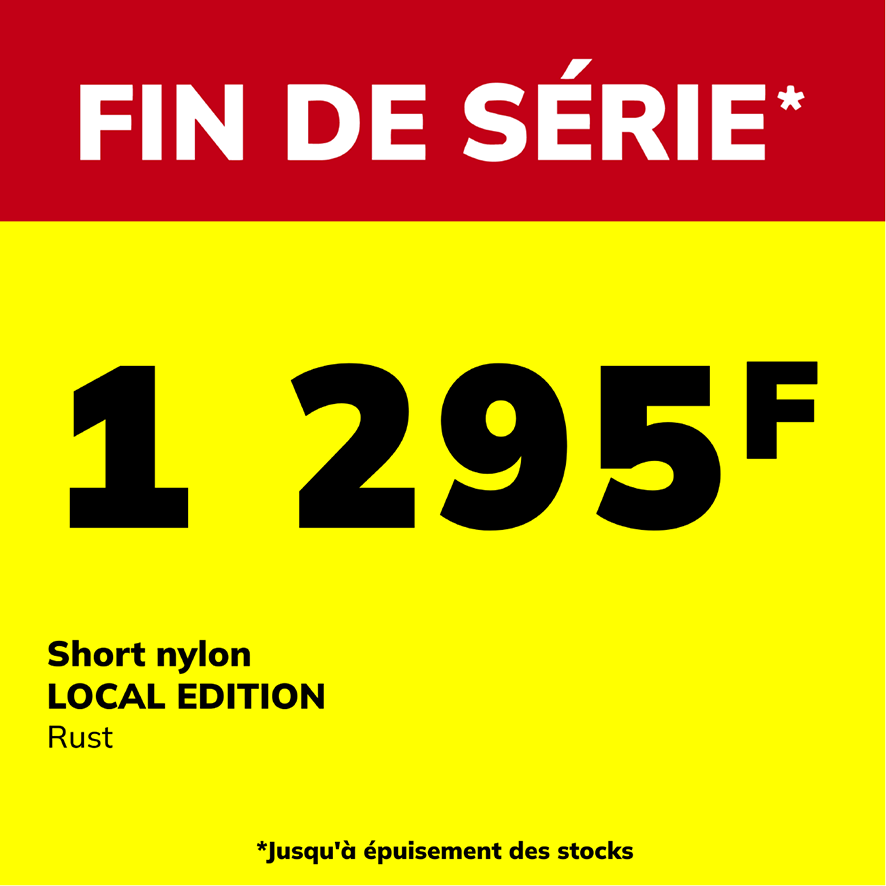 FIN DE SÉRIE*
1 295F
Short nylon
LOCAL EDITION
Rust
*Jusqu'à épuisement des stocks